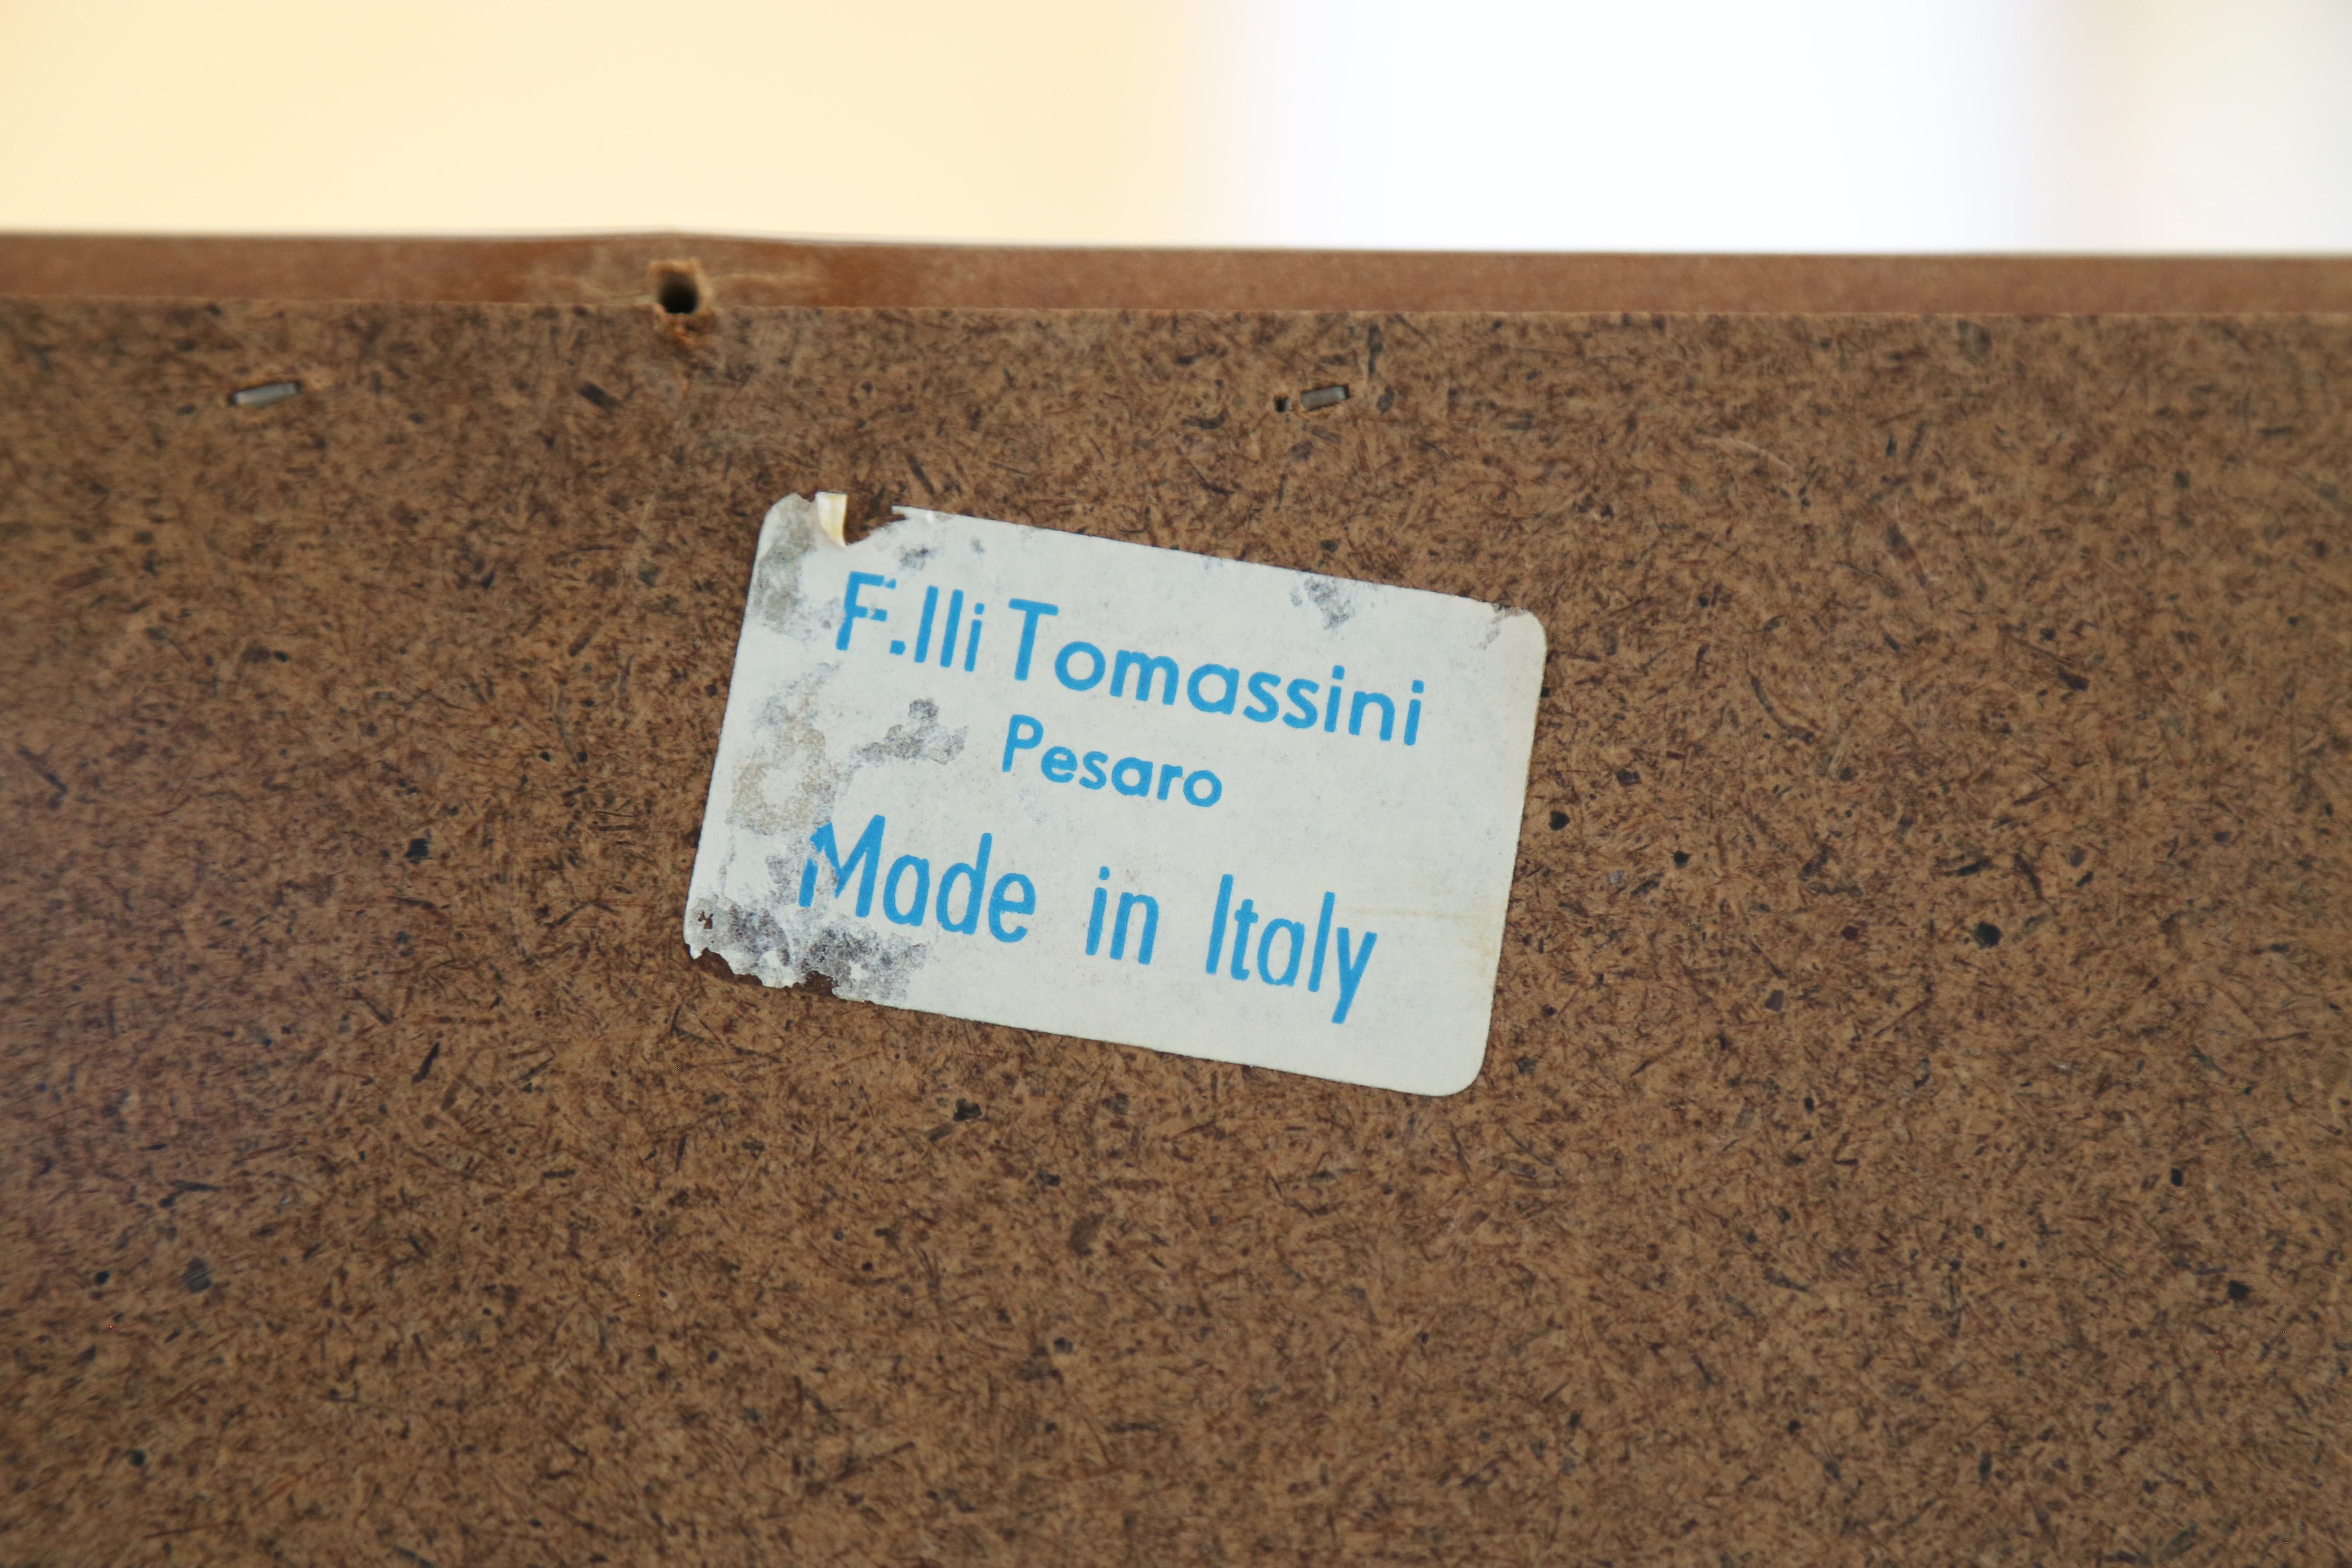 F.lli Tomassini
Pesaro
Made in Italy